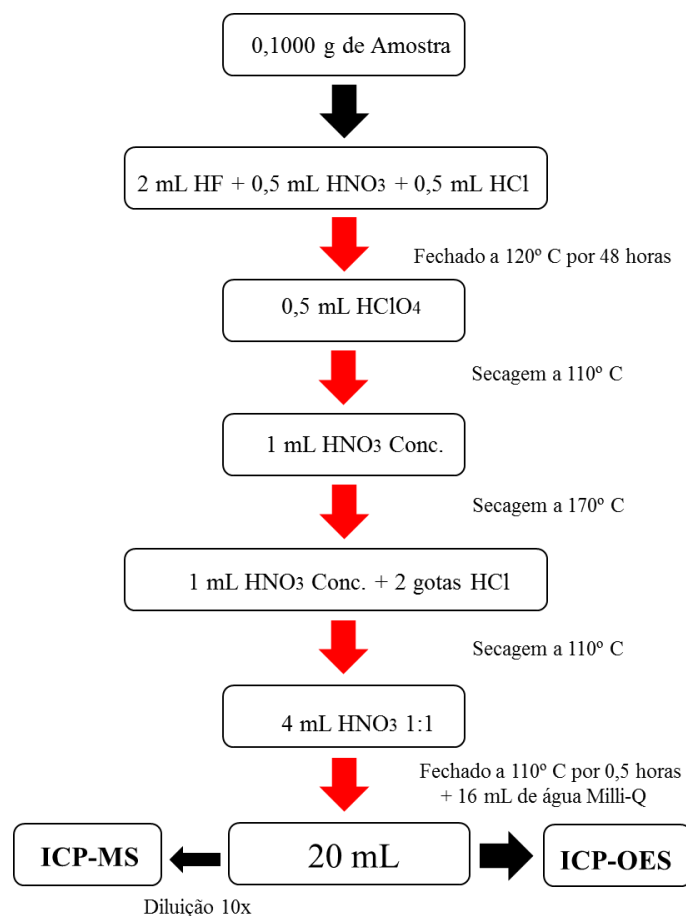 0,1000 g de Amostra
2 mL HF + 0,5 mL HNO3 + 0,5 mL HCl
Fechado a 120º C por 48 horas
0,5 mL HClO4
Secagem a 110º C
1 mL HNO3 Conc.
Secagem a 170º C
1 mL HNO3 Conc. + 2 gotas HCl
Secagem a 110º C
4 mL HNO3 1:1
Fechado a 110º C por 0,5 horas
+ 16 mL de água Milli-Q
ICP-MS
20 mL
ICP-OES
Diluição 10x